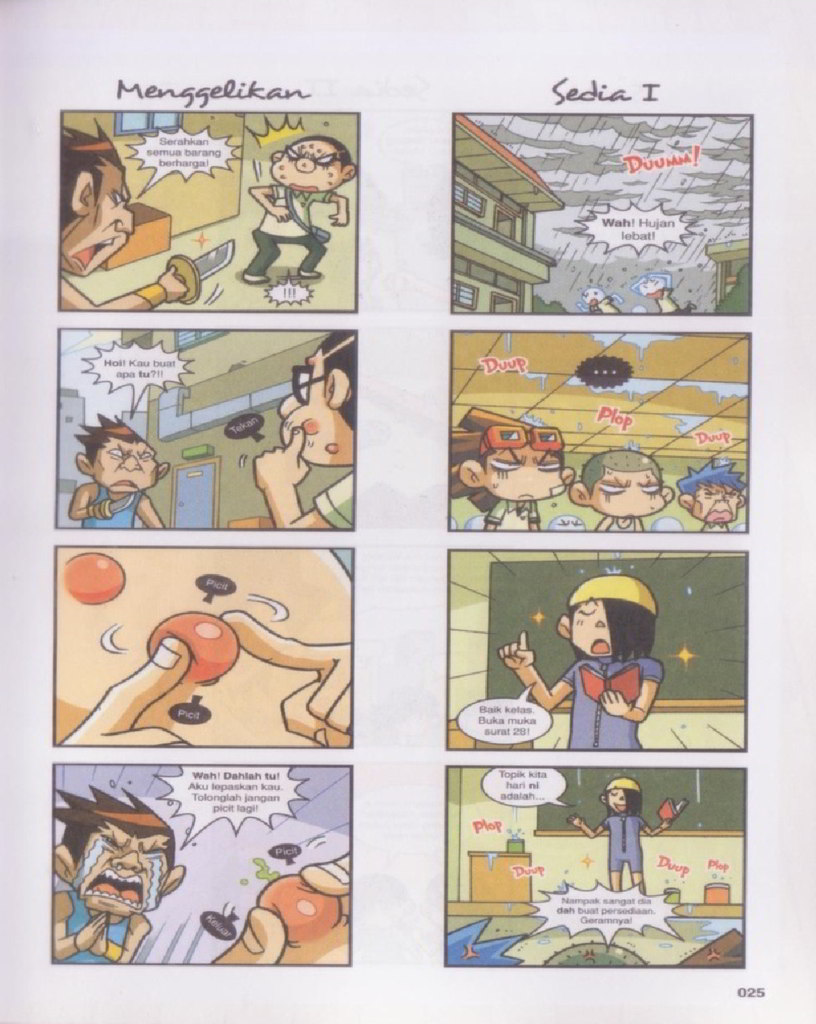 Menggelikan
Serahkan
semua barang
berharga!
!!!
Hoi! Kau buat
apa tu?!!
Tekan
Picit
Picit
Wah! Dahlah tu!
Aku lepaskan kau.
Tolonglah jangan
picit lagi!
Picit
Keluar
Sedia I
DUUMM!
Wah! Hujan
lebat!
Duup
...
Plop
Duup
Baik kelas.
Buka muka
surat 28!
Topik kita
hari ni
adalah...
Plop
Duup
Duup
Plop
Nampak sangat dia
dah buat persediaan.
Geramnya!
025